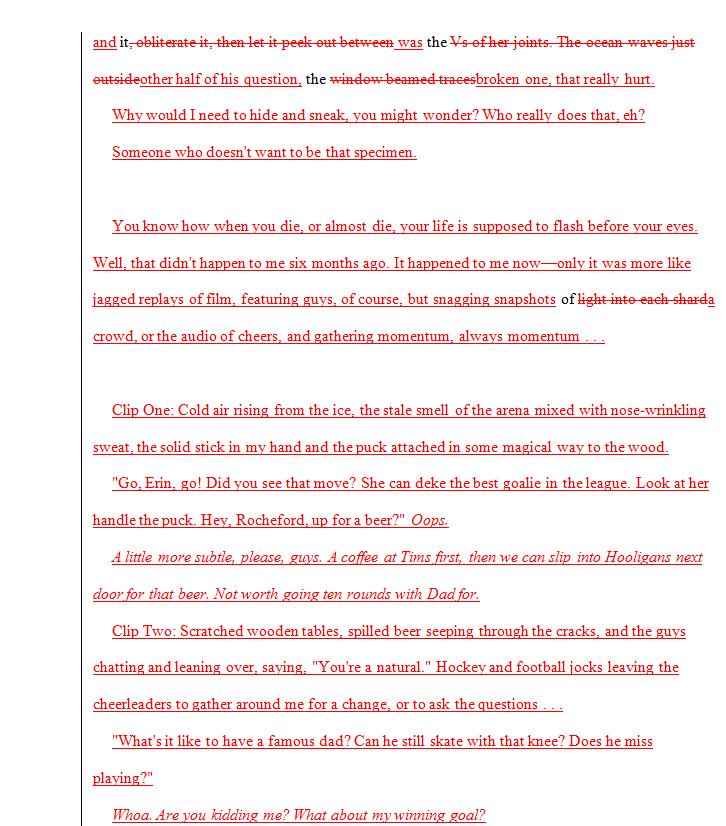 and it, obliterate it, then let it peek out between was the Vs of her joints. The ocean waves just
outsideother half of his question, the window beamed tracesbroken one, that really hurt.
Why would I need to hide and sneak, you might wonder? Who really does that, eh?
Someone who doesn't want to be that specimen.
You know how when you die, or almost die, your life is supposed to flash before your eyes.
Well, that didn't happen to me six months ago. It happened to me now—only it was more like
jagged replays of film, featuring guys, of course, but snagging snapshots of light into each sharda
crowd, or the audio of cheers, and gathering momentum, always momentum . . .
Clip One: Cold air rising from the ice, the stale smell of the arena mixed with nose-wrinkling
sweat, the solid stick in my hand and the puck attached in some magical way to the wood.
"Go, Erin, go! Did you see that move? She can deke the best goalie in the league. Look at her
handle the puck. Hey, Rocheford, up for a beer?" Oops.
A little more subtle, please, guys. A coffee at Tims first, then we can slip into Hooligans next
door for that beer. Not worth going ten rounds with Dad for.
Clip Two: Scratched wooden tables, spilled beer seeping through the cracks, and the guys
chatting and leaning over, saying, "You're a natural." Hockey and football jocks leaving the
cheerleaders to gather around me for a change, or to ask the questions . . .
"What's it like to have a famous dad? Can he still skate with that knee? Does he miss
playing?"
Whoa. Are you kidding me? What about my winning goal?